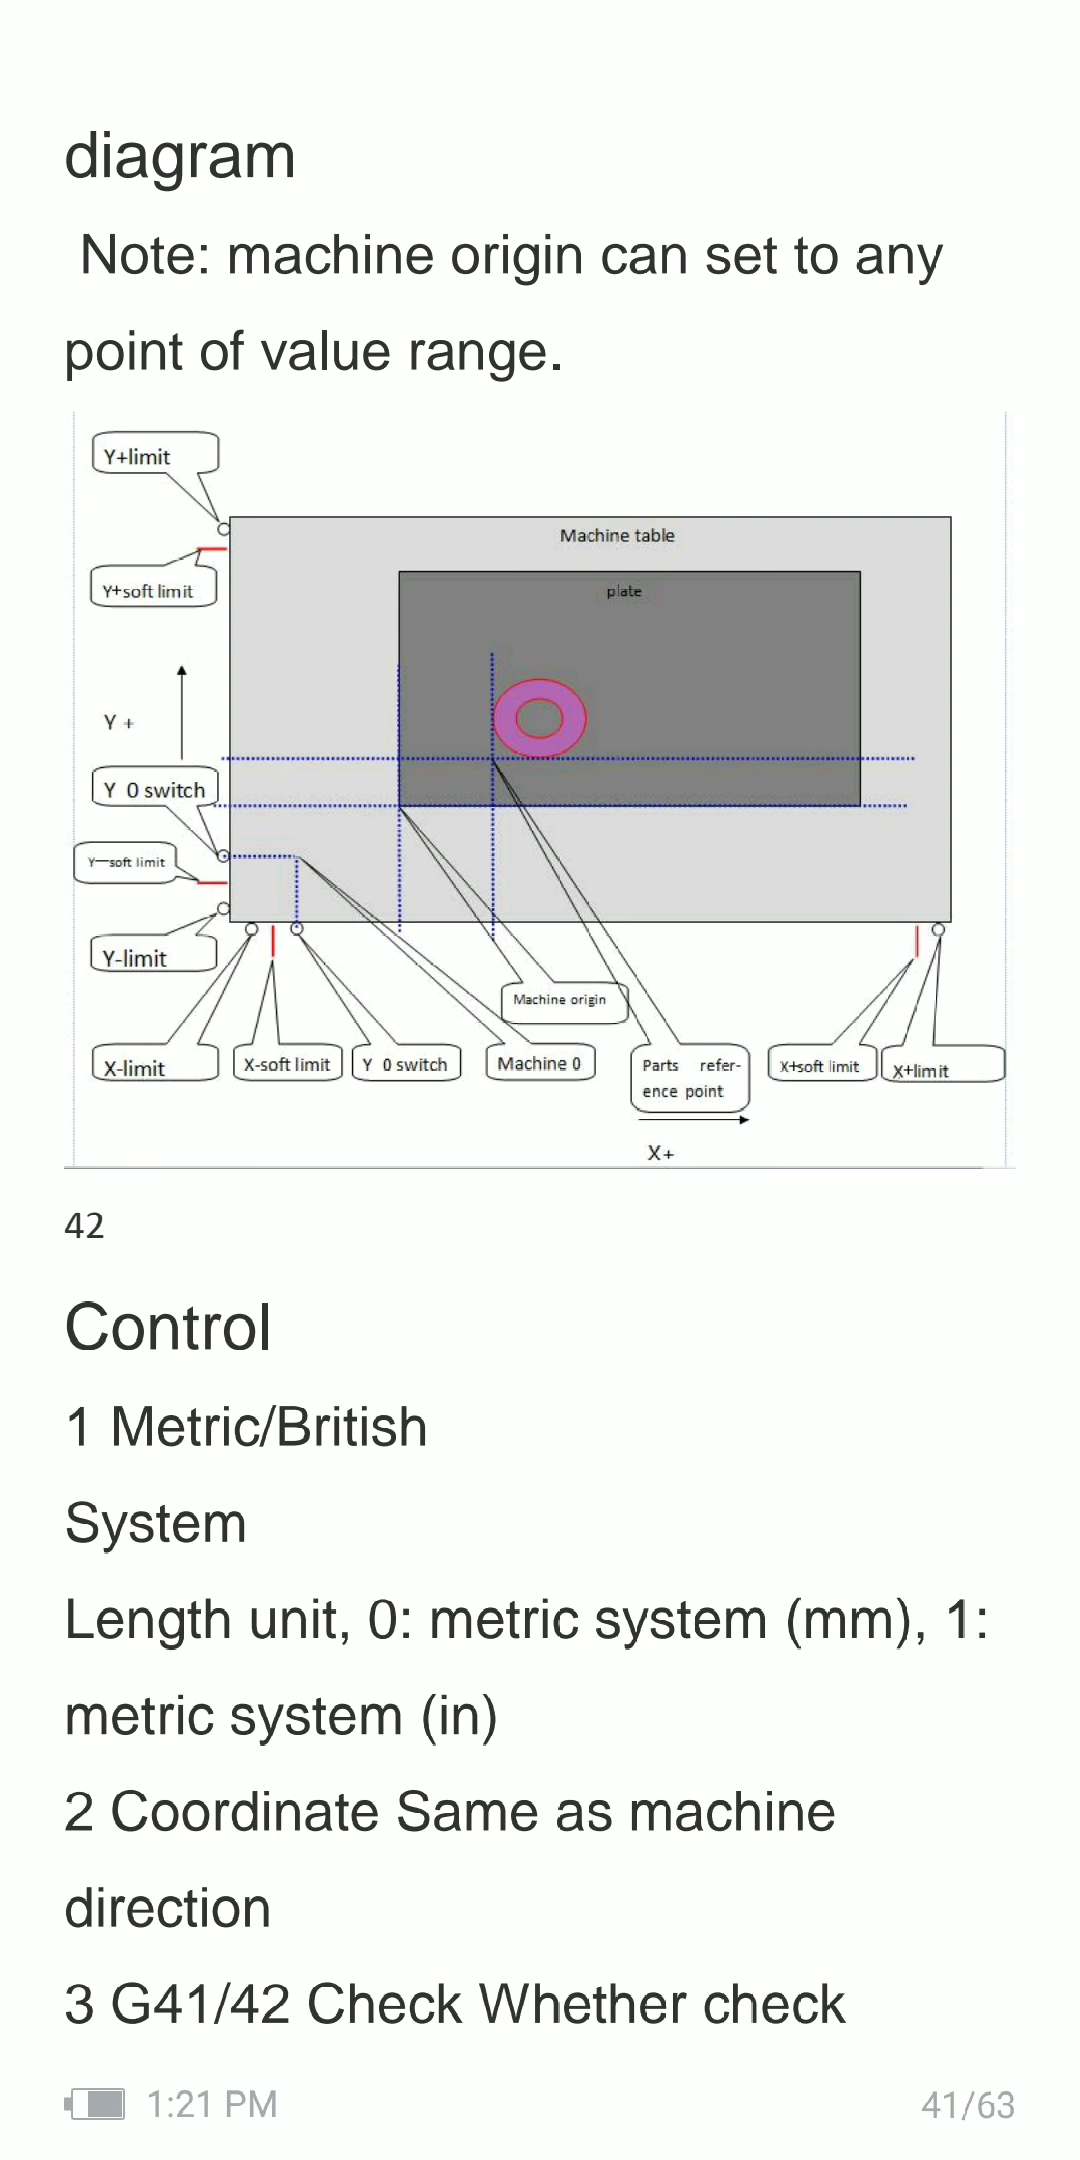 diagram
Note: machine origin can set to any
point of value range.
Y+limit
Machine table
Y+soft limit
plate
Y +
Y 0 switch
Y—soft limit
Y-limit
Machine origin
X-limit
X-soft limit
Y 0 switch
Machine 0
Parts refer-
ence point
X+soft limit
X+limit
X+
42
Control
1 Metric/British
System
Length unit, 0: metric system (mm), 1:
metric system (in)
2 Coordinate Same as machine
direction
3 G41/42 Check Whether check
1:21 PM
41/63